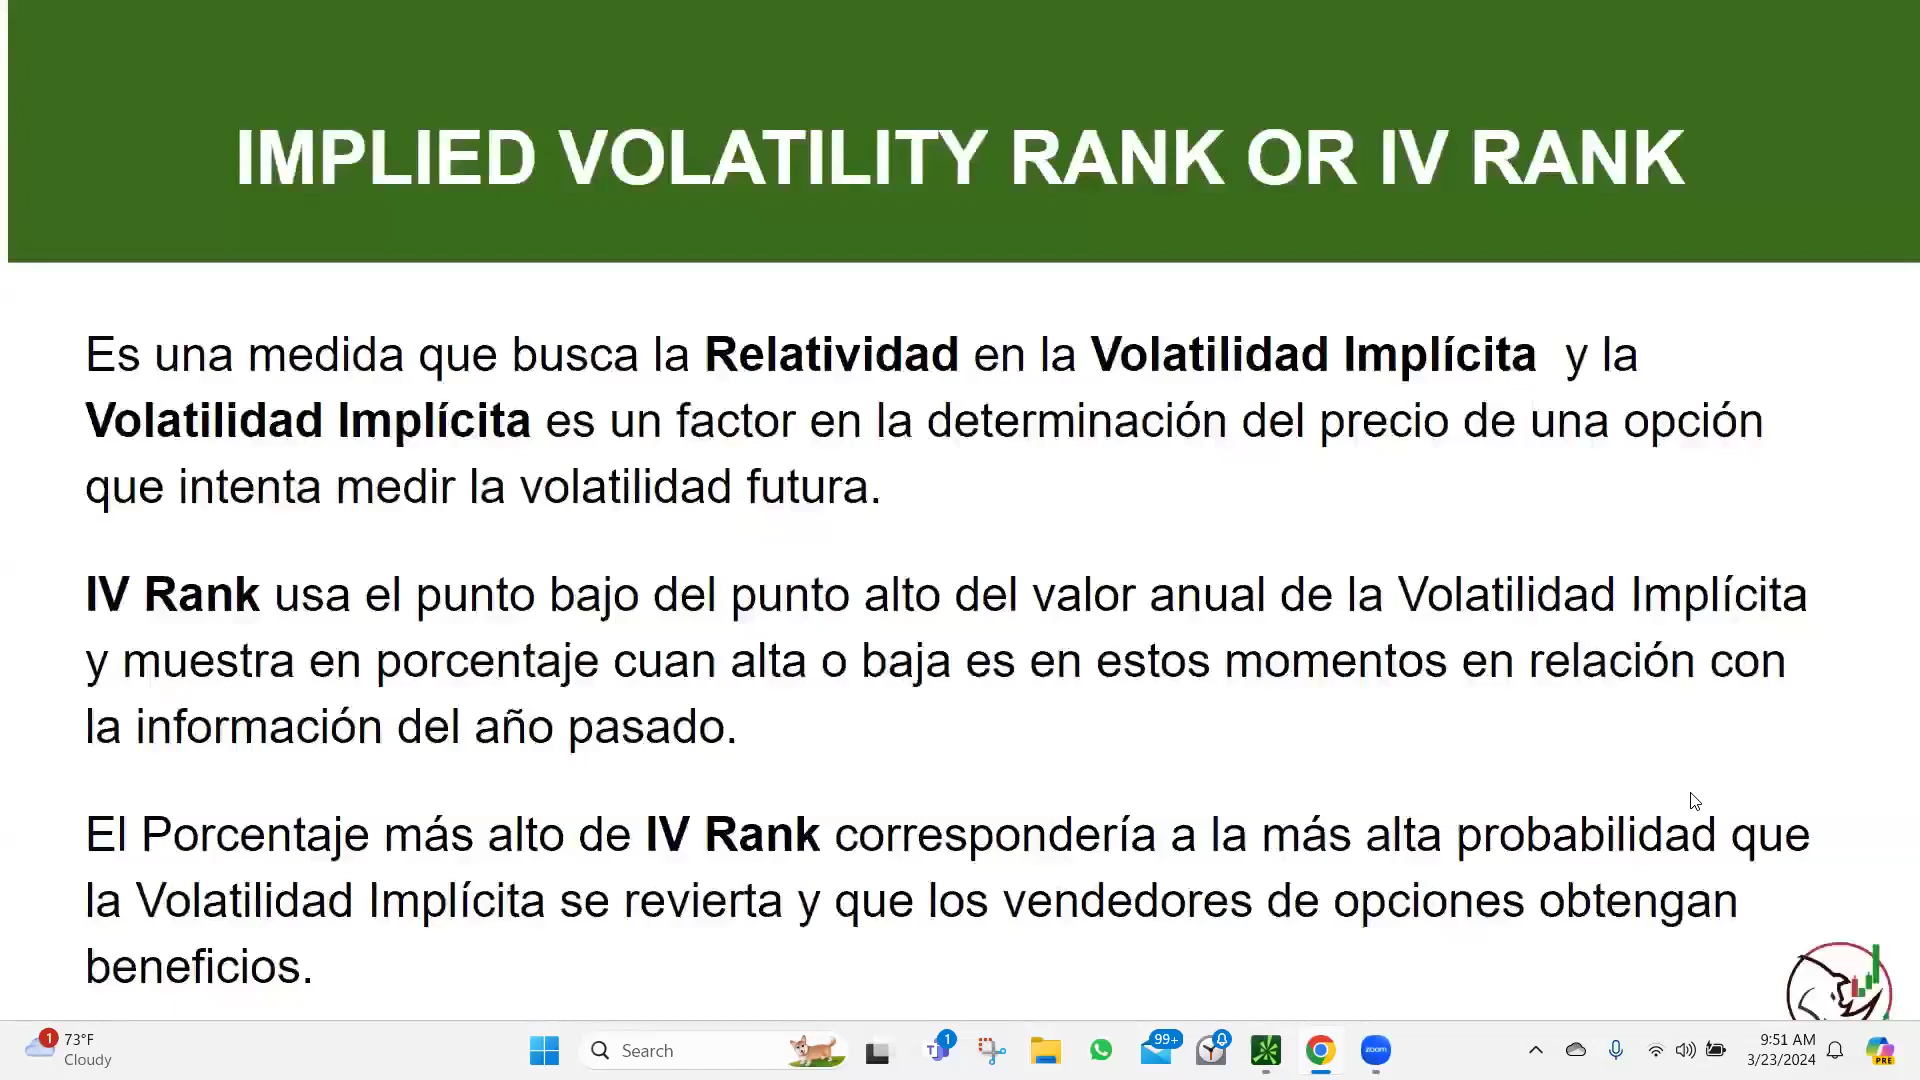 IMPLIED VOLATILITY RANK OR IV RANK
Es una medida que busca la Relatividad en la Volatilidad Implícita y la
Volatilidad Implícita es un factor en la determinación del precio de una opción
que intenta medir la volatilidad futura.
IV Rank usa el punto bajo del punto alto del valor anual de la Volatilidad Implícita
y muestra en porcentaje cuan alta o baja es en estos momentos en relación con
la información del año pasado.
El Porcentaje más alto de IV Rank correspondería a la más alta probabilidad que
la Volatilidad Implícita se revierta y que los vendedores de opciones obtengan
beneficios.
1
73°F
Cloudy
Search
1
99+
zoom
9:51 AM
3/23/2024
PRE